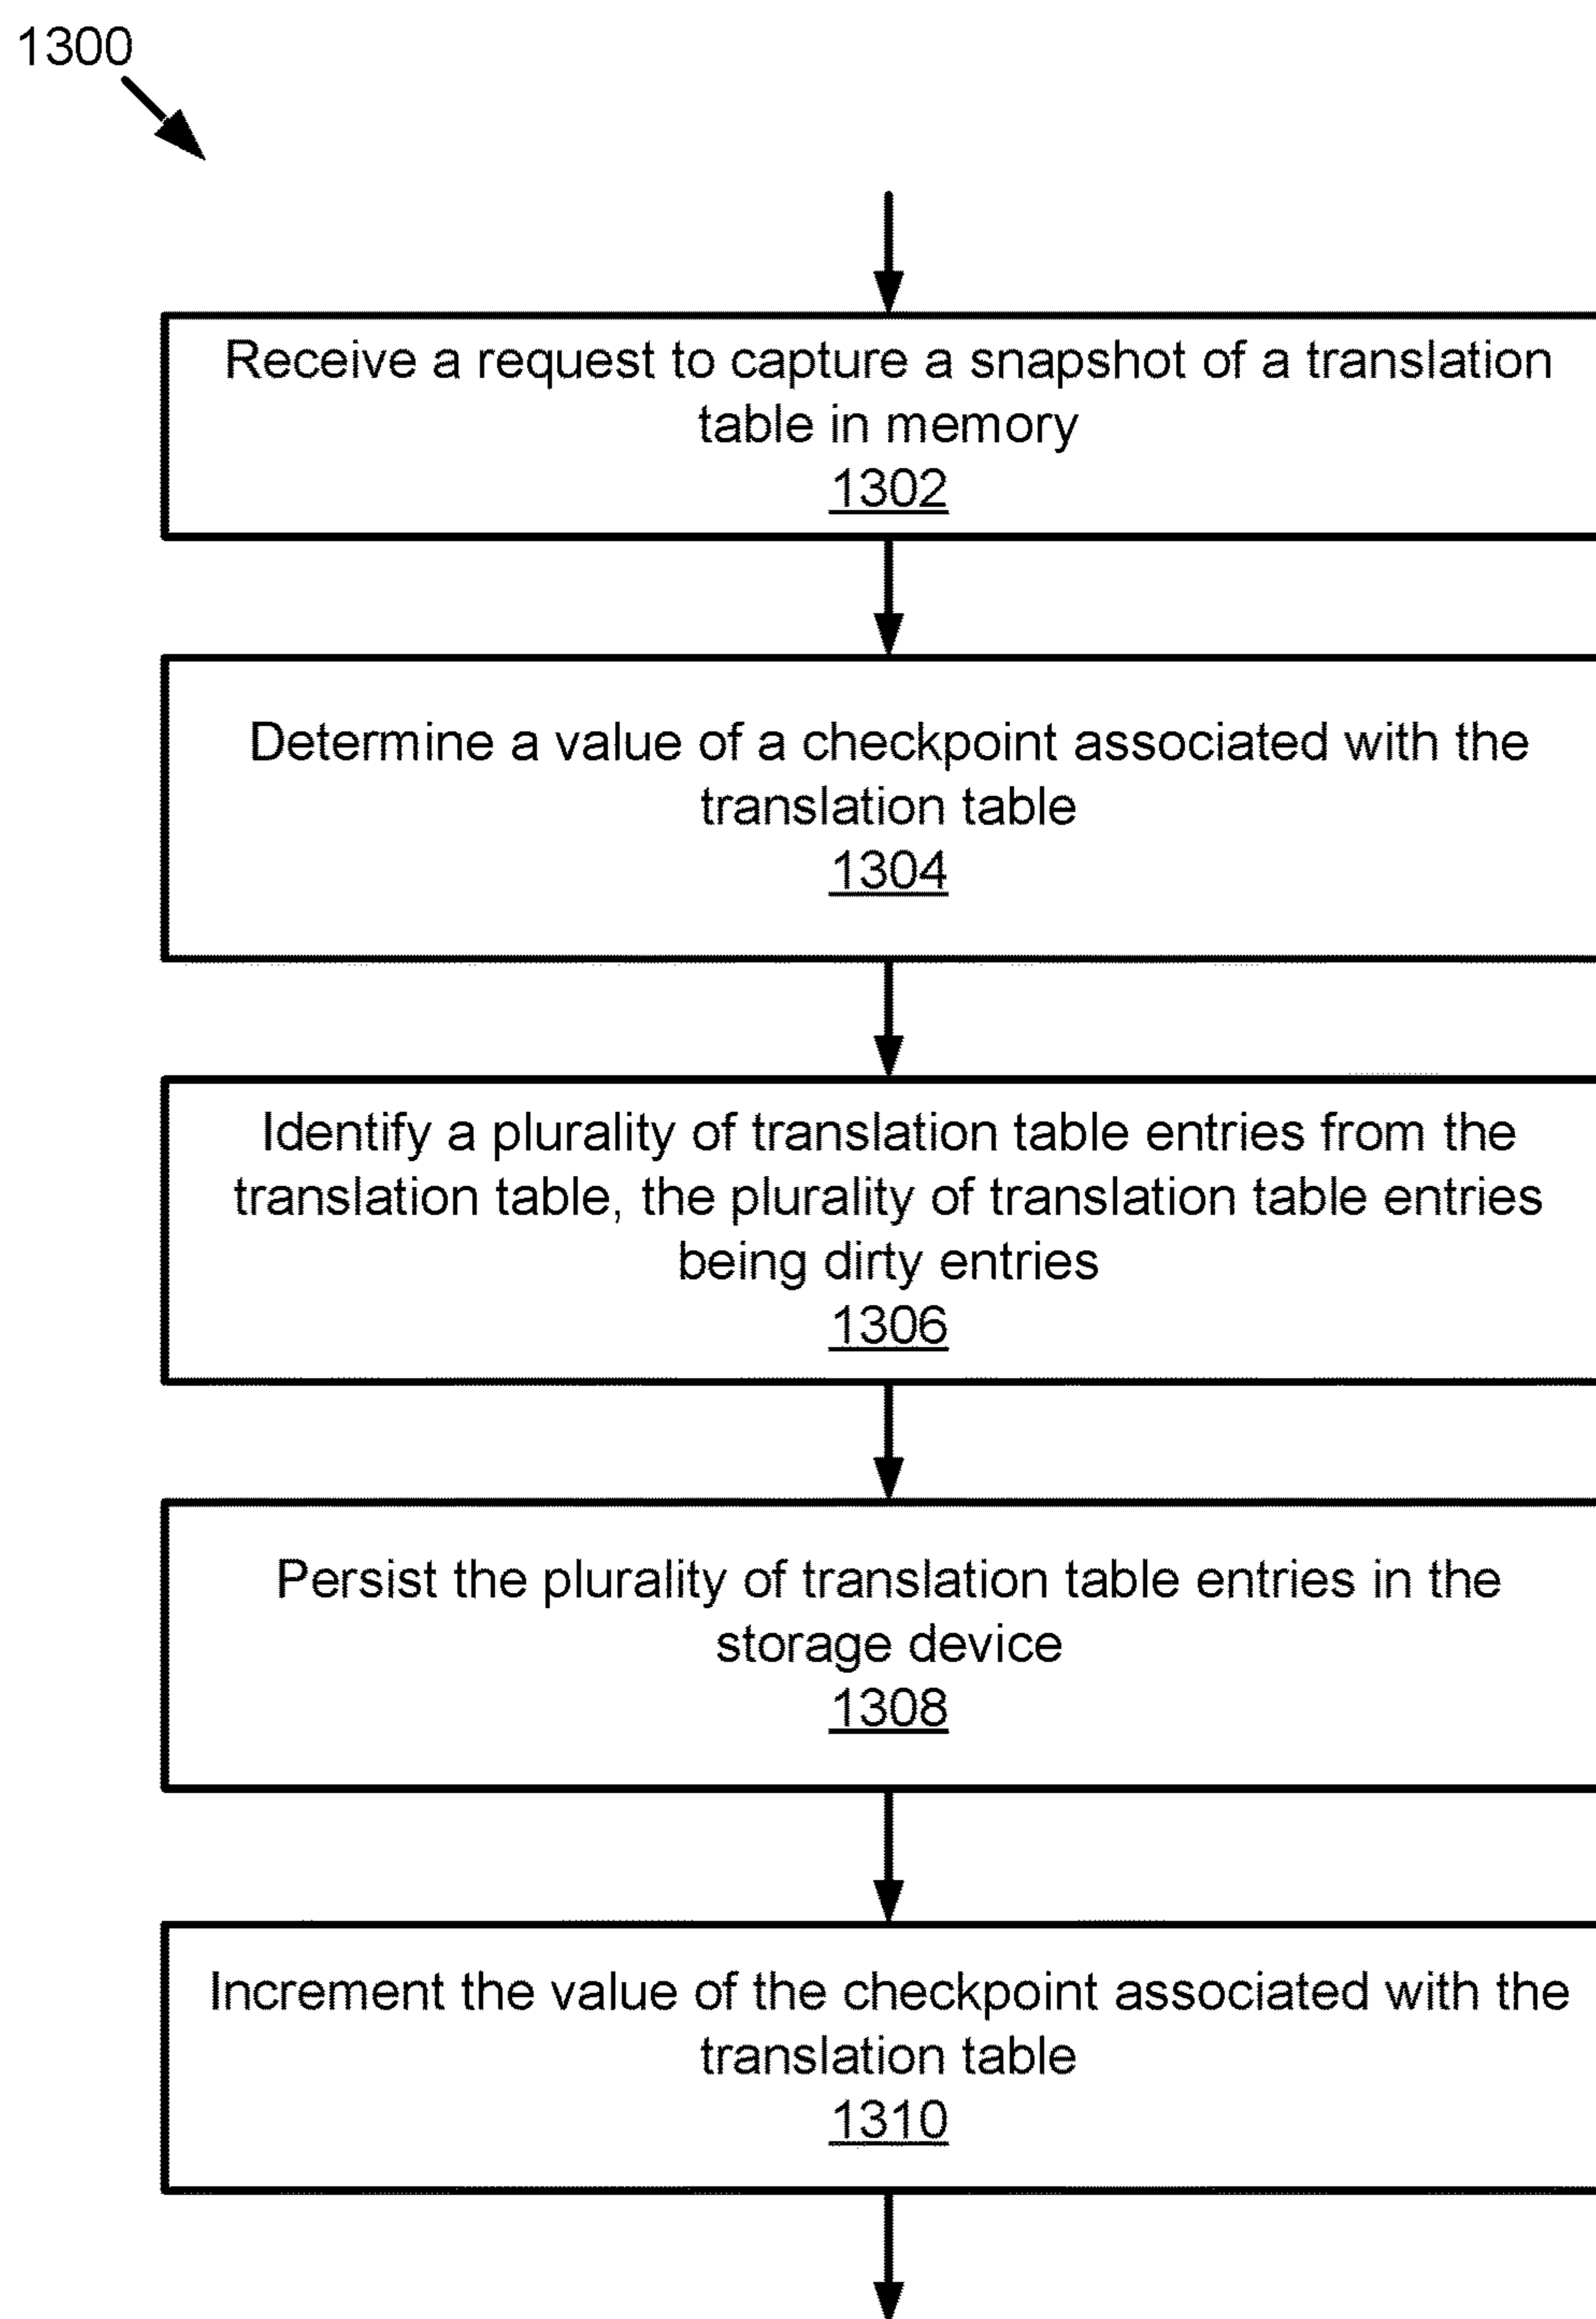 1300
Receive a request to capture a snapshot of a translation
table in memory
1302
Determine a value of a checkpoint associated with the
translation table
1304
Identify a plurality of translation table entries from the
translation table, the plurality of translation table entries
being dirty entries
1306
Persist the plurality of translation table entries in the
storage device
1308
Increment the value of the checkpoint associated with the
translation table
1310